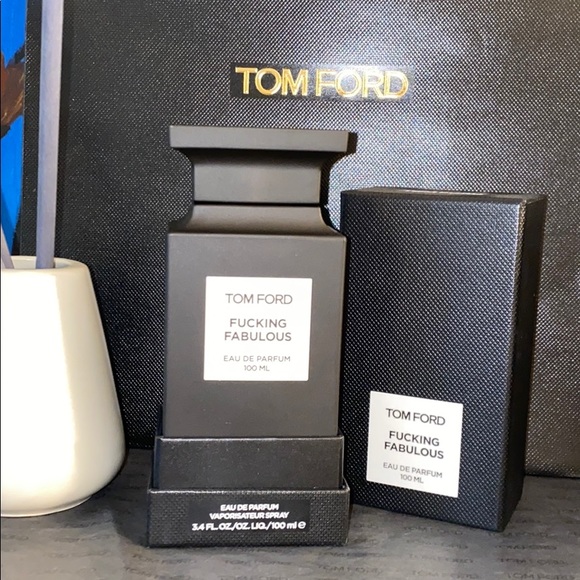 TOM FORD
TOM FORD
FUCKING
FABULOUS
EAU DE PARFUM
100 ML
EAU DE PARFUM
VAPORISATEUR SPRAY
3.4 FL.OZ./OZ. LIQ./100 ml ℮
TOM FORD
FUCKING
FABULOUS
EAU DE PARFUM
100 ML